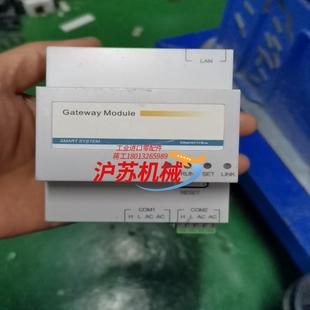 LAN
Gateway Module
工业进口零配件
SMART SYSTEM
蒋工18013265989
RUN SET LINK
沪苏机械
RESET
COM1 COM2
H L AC AC H L AC AC